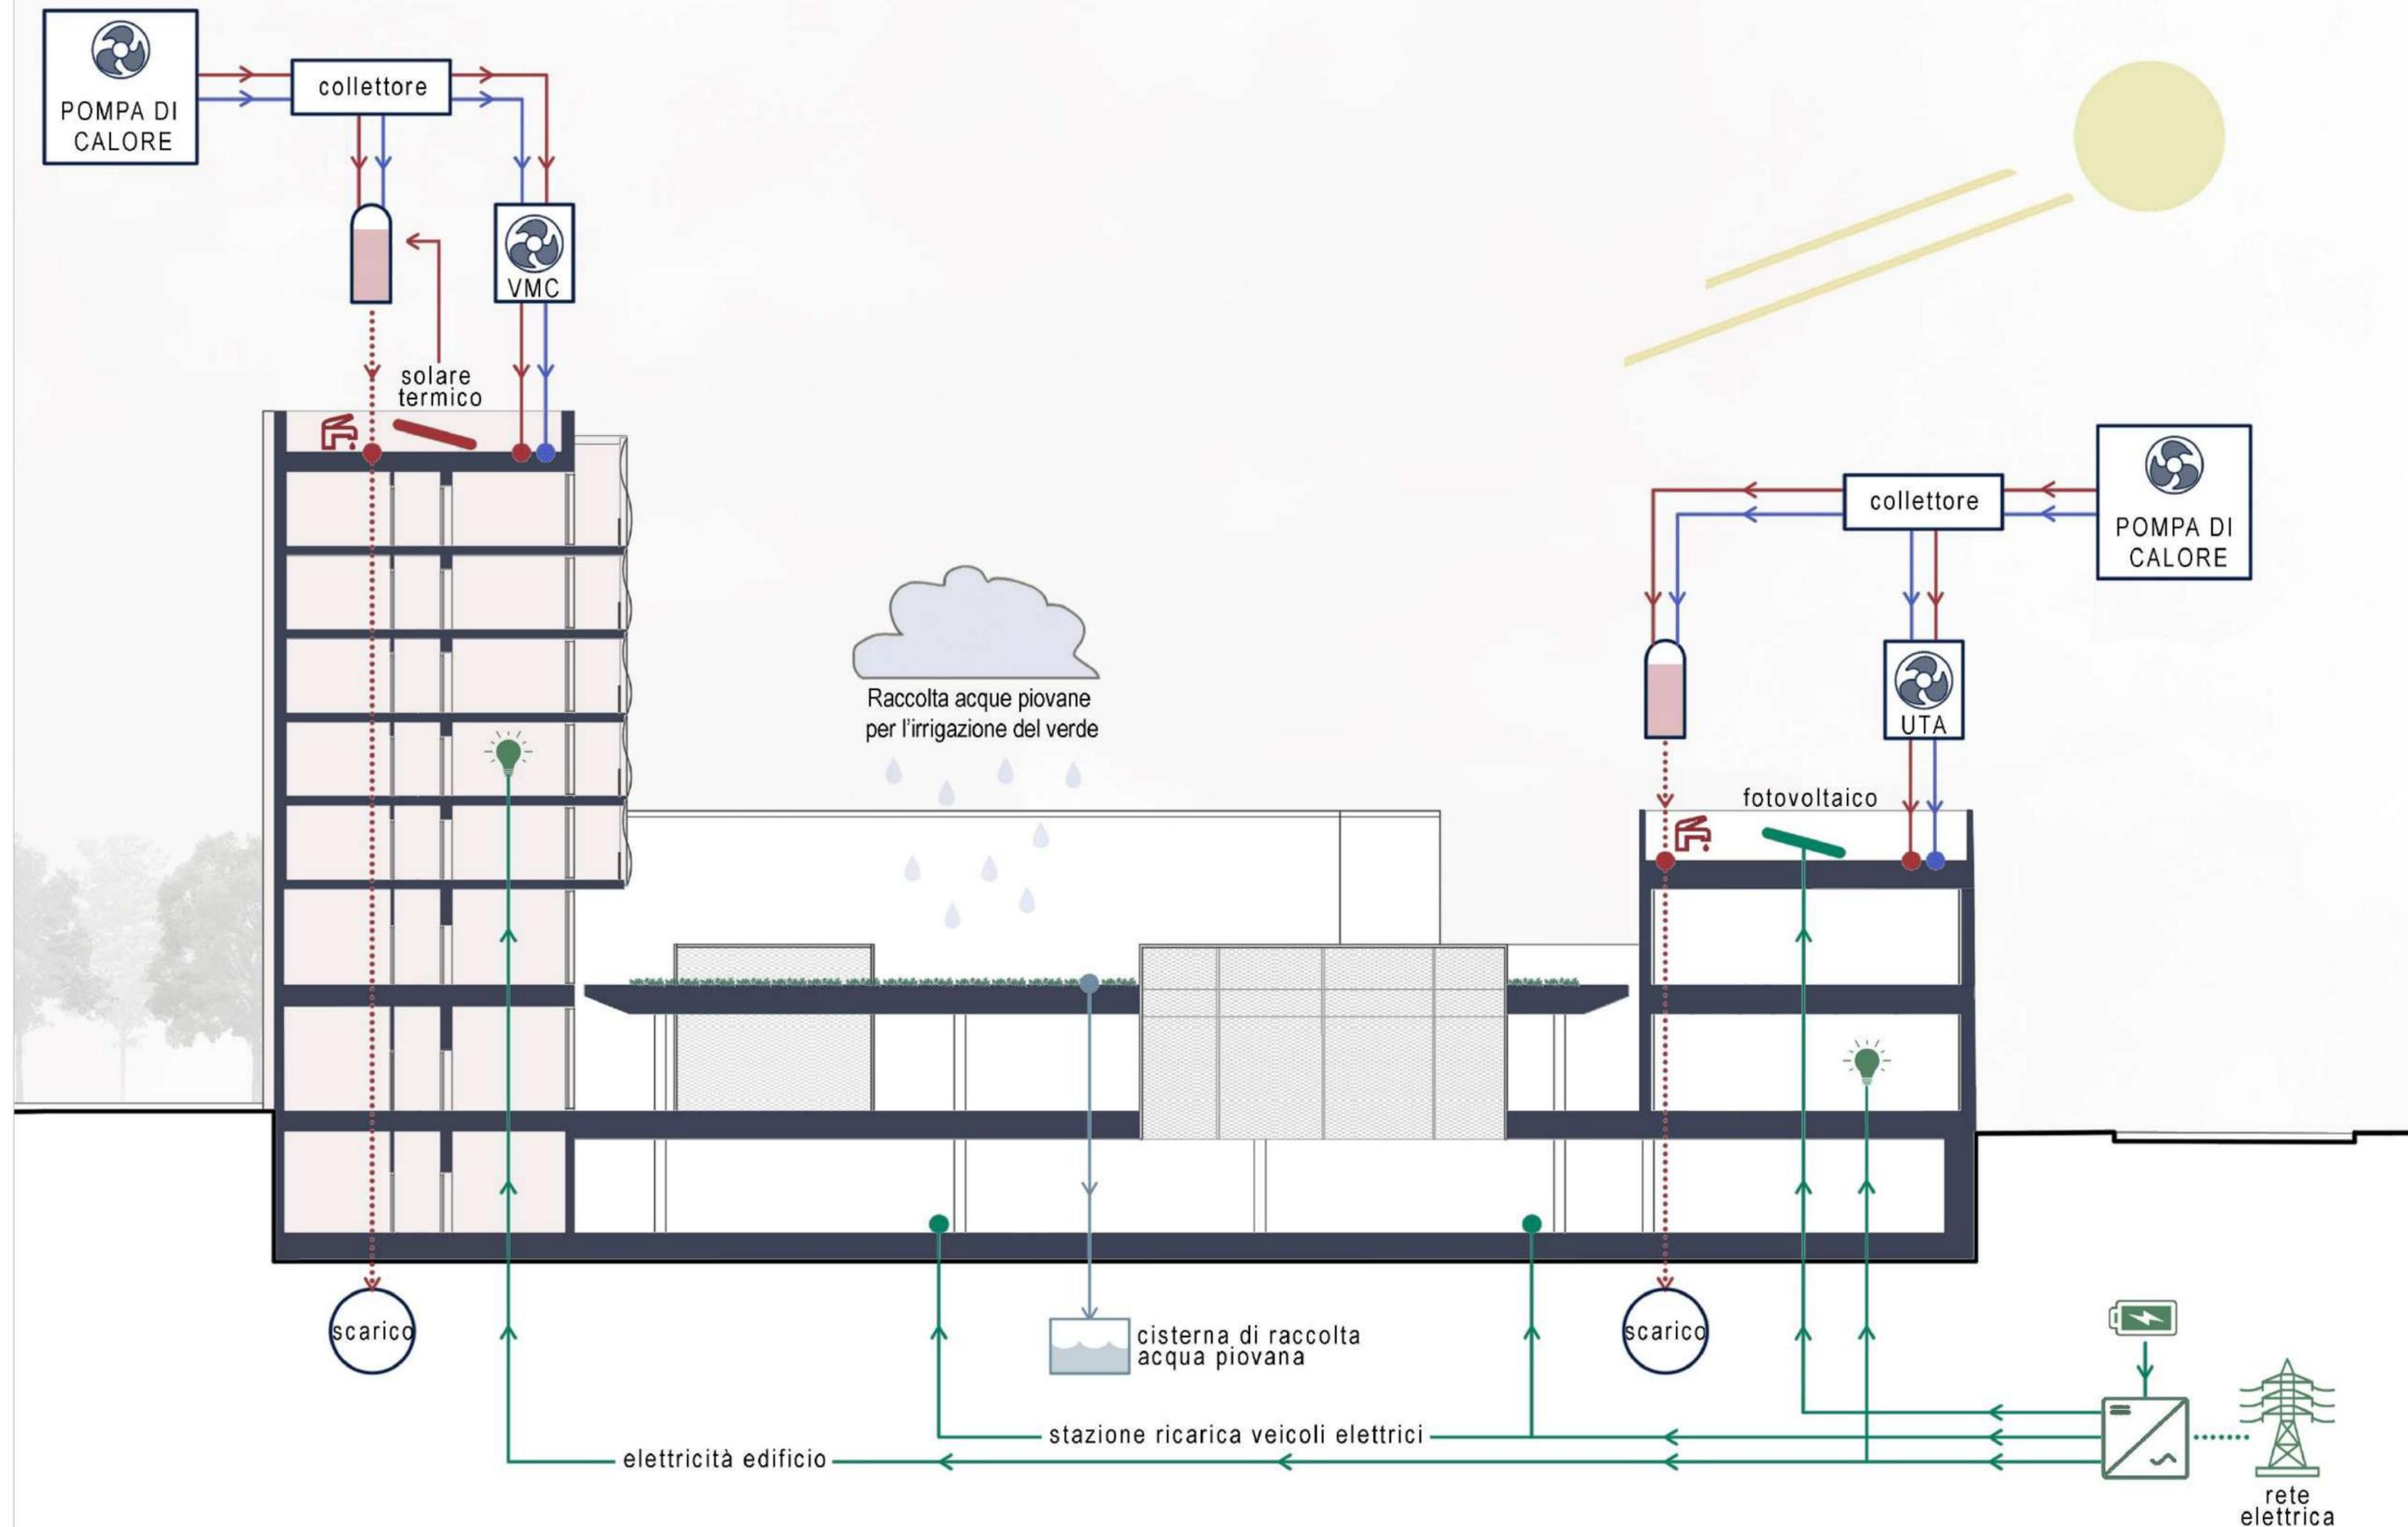 POMPA DI
CALORE
collettore
VMC
solare
termico
collettore
POMPA DI
CALORE
UTA
fotovoltaico
Raccolta acque piovane
per l'irrigazione del verde
scarico
cisterna di raccolta
acqua piovana
scarico
stazione ricarica veicoli elettrici
elettricità edificio
rete
elettrica